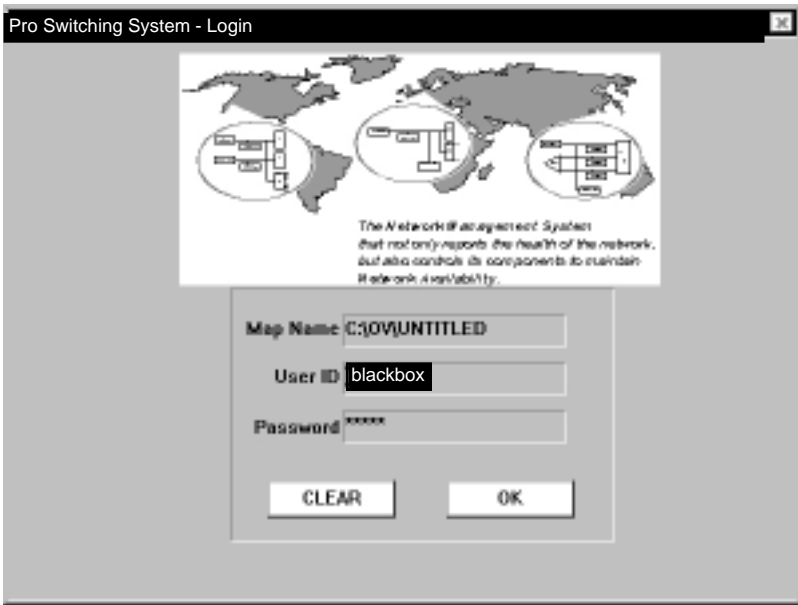 Pro Switching System - Login
The Network Management System
that not only reports the health of the network,
but also controls its components to maintain
Network Availability.
Map Name C:\OV\UNTITLED
User ID blackbox
Password *****
CLEAR OK